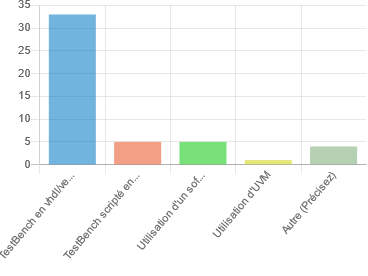 35
30
25
20
15
10
5
0
TestBench en vhdl/ve...
TestBench scripté en...
Utilisation d'un sof...
Utilisation d'UVM
Autre (Précisez)